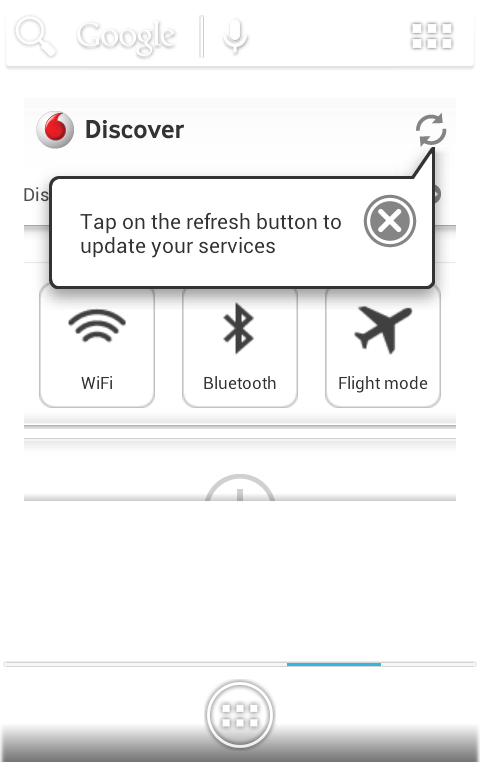 Google
Discover
Dis
Tap on the refresh button to
update your services
WiFi
Bluetooth
Flight mode